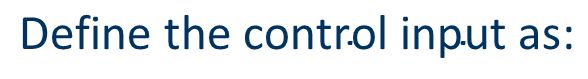 Define the control input as: